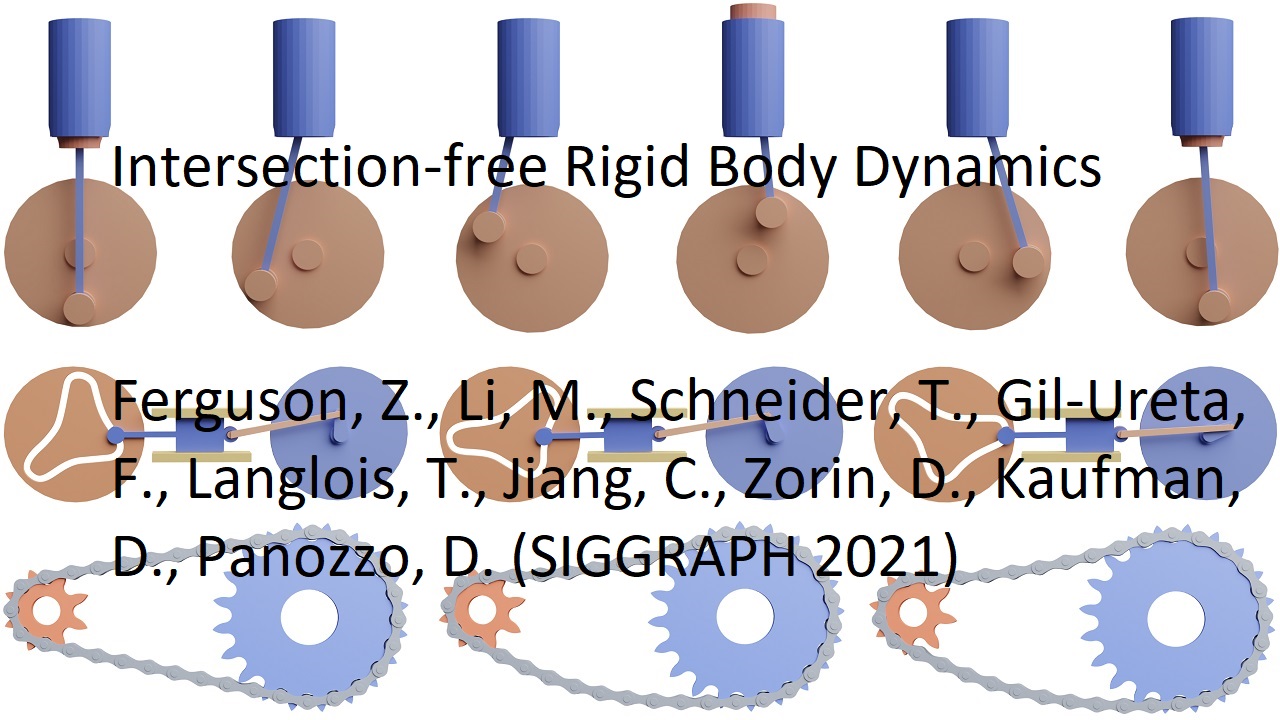 Intersection-free Rigid Body Dynamics
Ferguson, Z., Li, M., Schneider, T., Gil-Ureta,
F., Langlois, T., Jiang, C., Zorin, D., Kaufman,
D., Panozzo, D. (SIGGRAPH 2021)